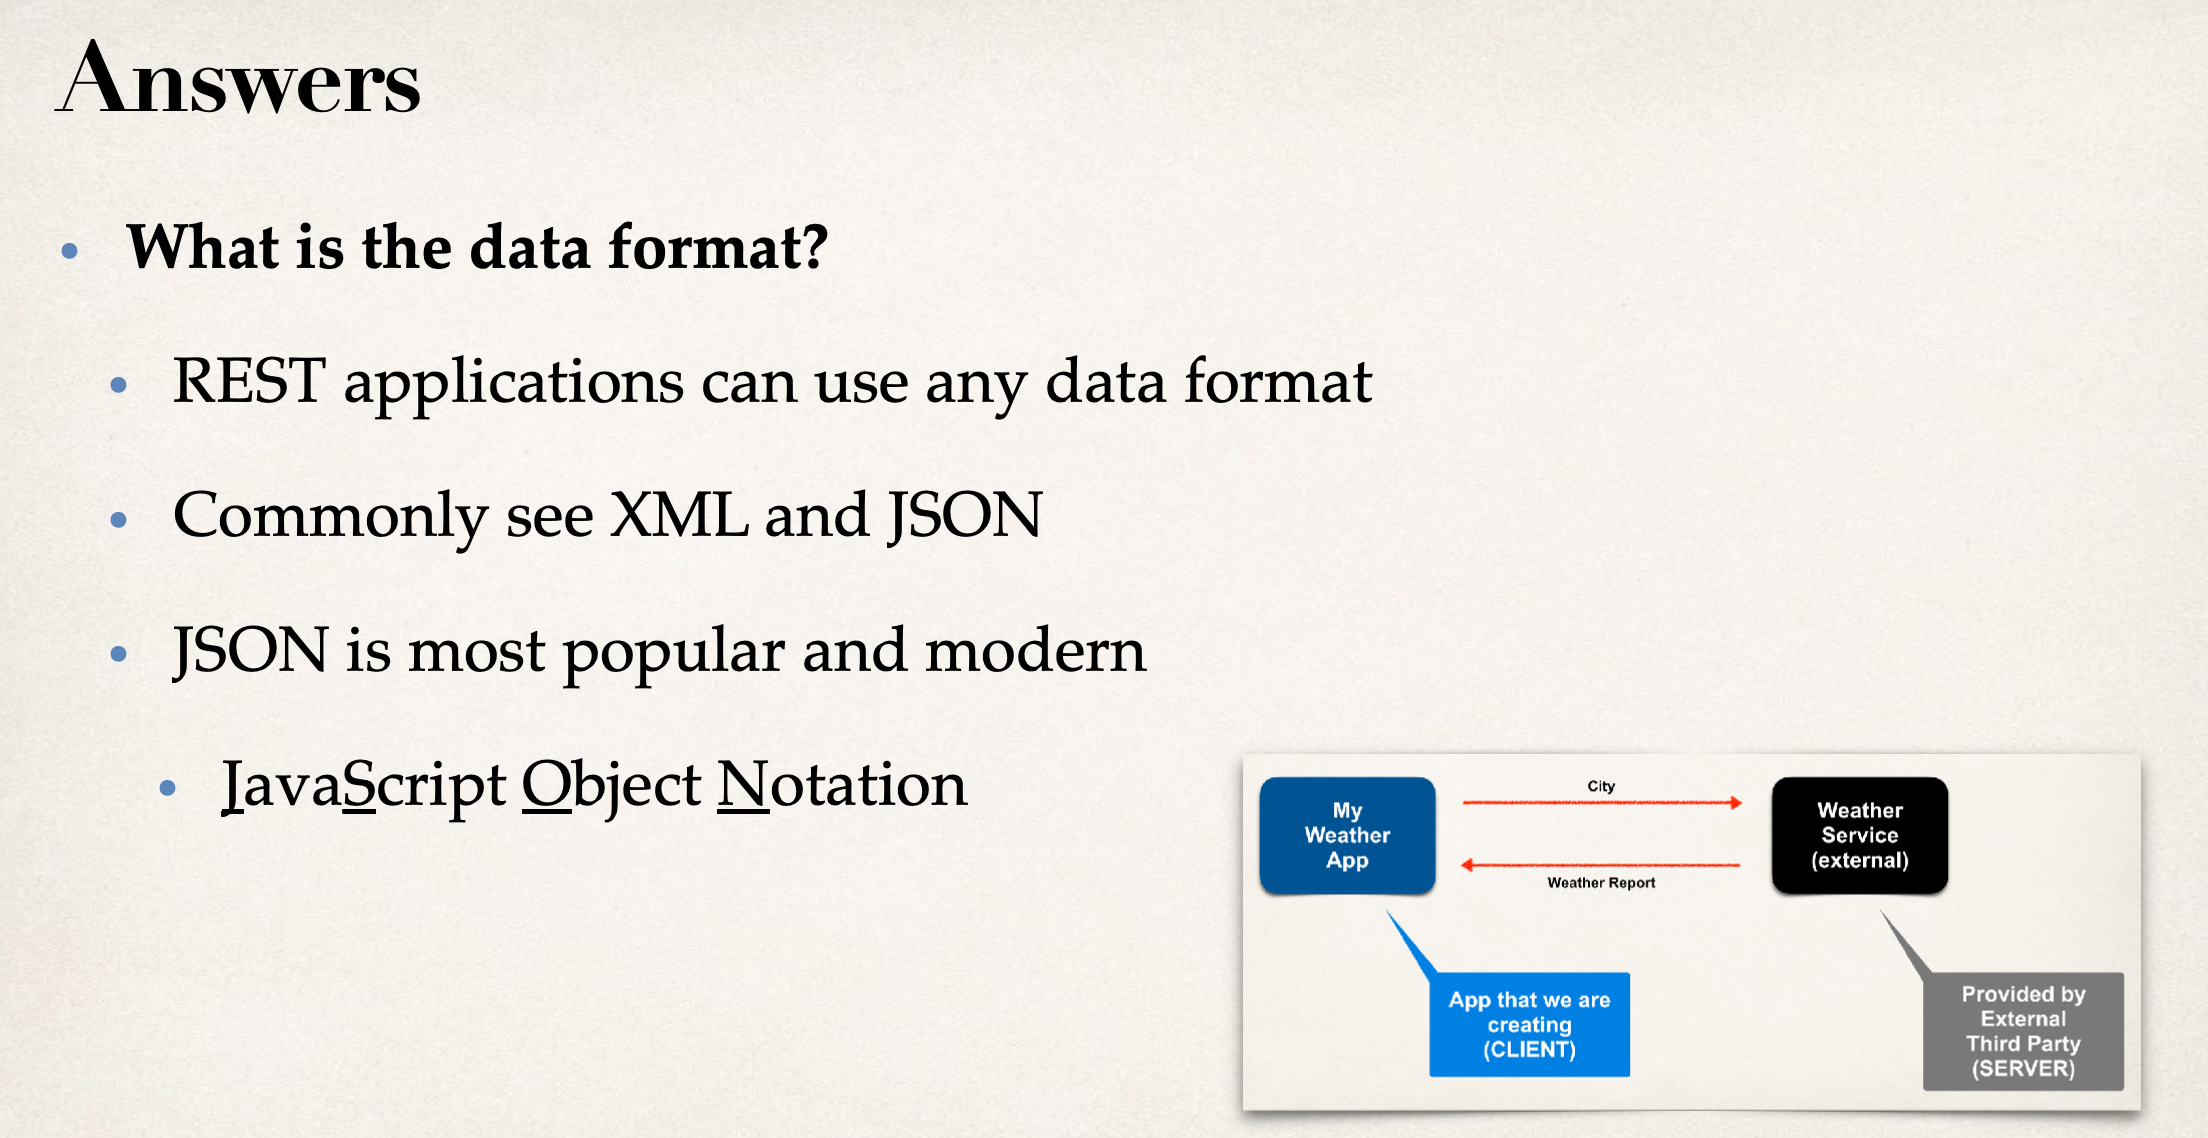 Answers
What is the data format?
REST applications can use any data format
Commonly see XML and JSON
JSON is most popular and modern
JavaScript Object Notation
My
Weather
App
City
Weather Report
Weather
Service
(external)
App that we are
creating
(CLIENT)
Provided by
External
Third Party
(SERVER)